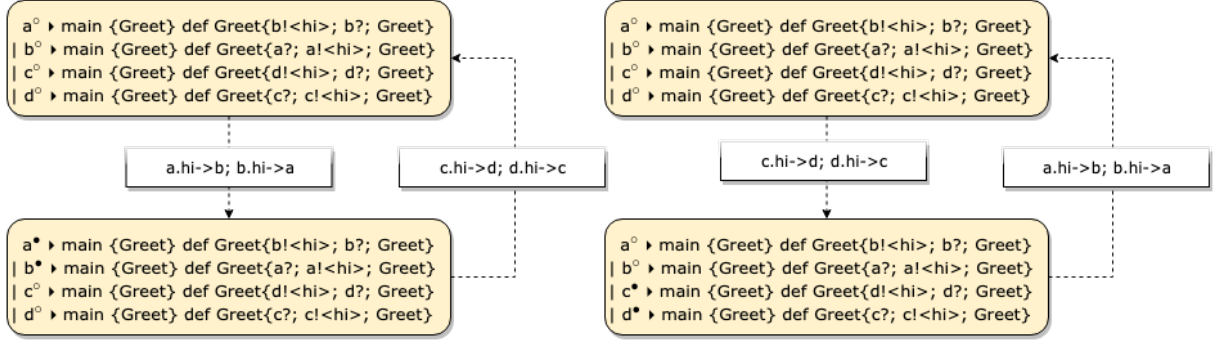 a○ ▸ main {Greet} def Greet{b!<hi>; b?; Greet}
| b○ ▸ main {Greet} def Greet{a?; a!<hi>; Greet}
| c○ ▸ main {Greet} def Greet{d!<hi>; d?; Greet}
| d○ ▸ main {Greet} def Greet{c?; c!<hi>; Greet}
a.hi->b; b.hi->a
c.hi->d; d.hi->c
a● ▸ main {Greet} def Greet{b!<hi>; b?; Greet}
| b● ▸ main {Greet} def Greet{a?; a!<hi>; Greet}
| c○ ▸ main {Greet} def Greet{d!<hi>; d?; Greet}
| d○ ▸ main {Greet} def Greet{c?; c!<hi>; Greet}
a○ ▸ main {Greet} def Greet{b!<hi>; b?; Greet}
| b○ ▸ main {Greet} def Greet{a?; a!<hi>; Greet}
| c○ ▸ main {Greet} def Greet{d!<hi>; d?; Greet}
| d○ ▸ main {Greet} def Greet{c?; c!<hi>; Greet}
c.hi->d; d.hi->c
a.hi->b; b.hi->a
a○ ▸ main {Greet} def Greet{b!<hi>; b?; Greet}
| b○ ▸ main {Greet} def Greet{a?; a!<hi>; Greet}
| c● ▸ main {Greet} def Greet{d!<hi>; d?; Greet}
| d● ▸ main {Greet} def Greet{c?; c!<hi>; Greet}